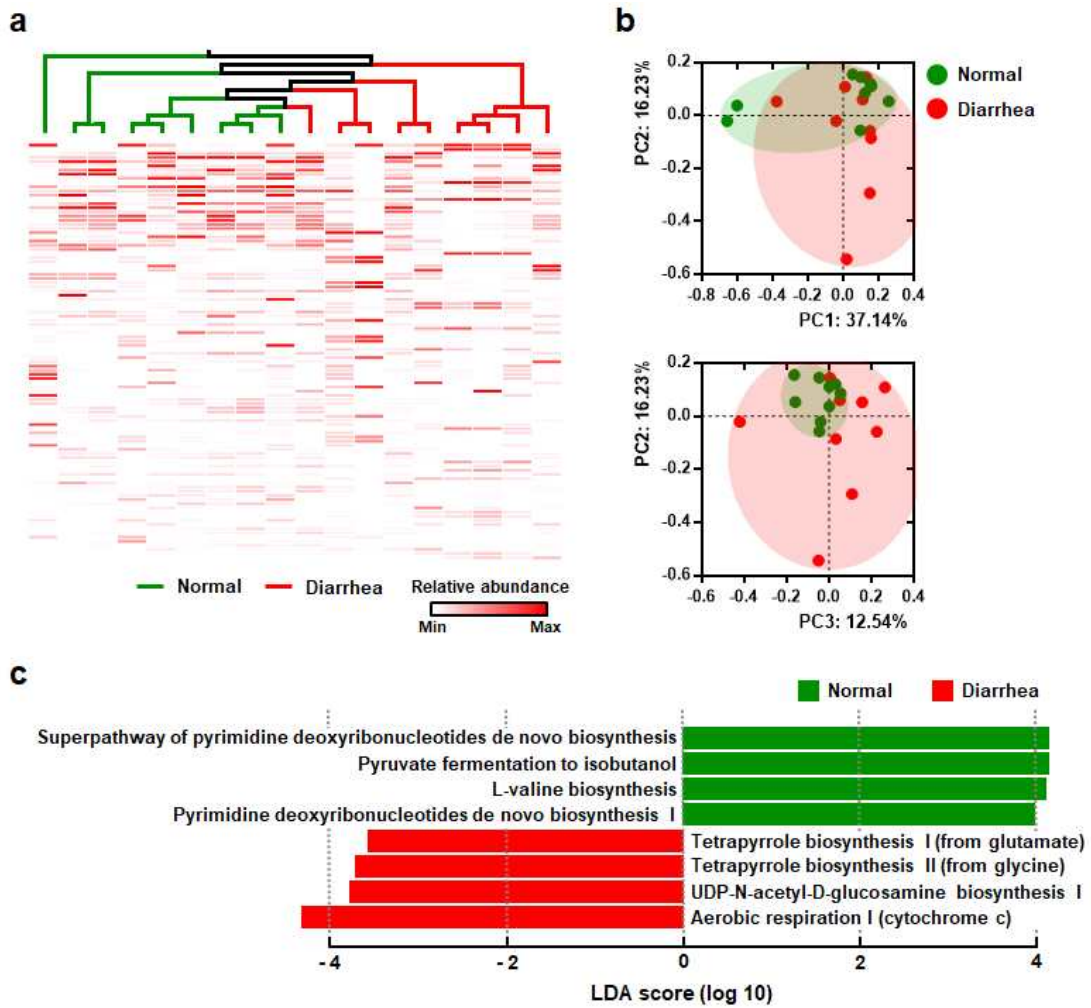 a
Normal
Diarrhea
Relative abundance
Min
Max
b
0.2
0.0
-0.2
-0.4
-0.6
PC2: 16.23%
-0.8 -0.6 -0.4 -0.2 0.0 0.2 0.4
PC1: 37.14%
Normal
Diarrhea
0.2
0.0
-0.2
-0.4
-0.6
PC2: 16.23%
-0.6 -0.4 -0.2 0.0 0.2 0.4
PC3: 12.54%
c
Normal
Diarrhea
Superpathway of pyrimidine deoxyribonucleotides de novo biosynthesis
Pyruvate fermentation to isobutanol
L-valine biosynthesis
Pyrimidine deoxyribonucleotides de novo biosynthesis I
Tetrapyrrole biosynthesis I (from glutamate)
Tetrapyrrole biosynthesis II (from glycine)
UDP-N-acetyl-D-glucosamine biosynthesis I
Aerobic respiration I (cytochrome c)
-4 -2 0 2 4
LDA score (log 10)